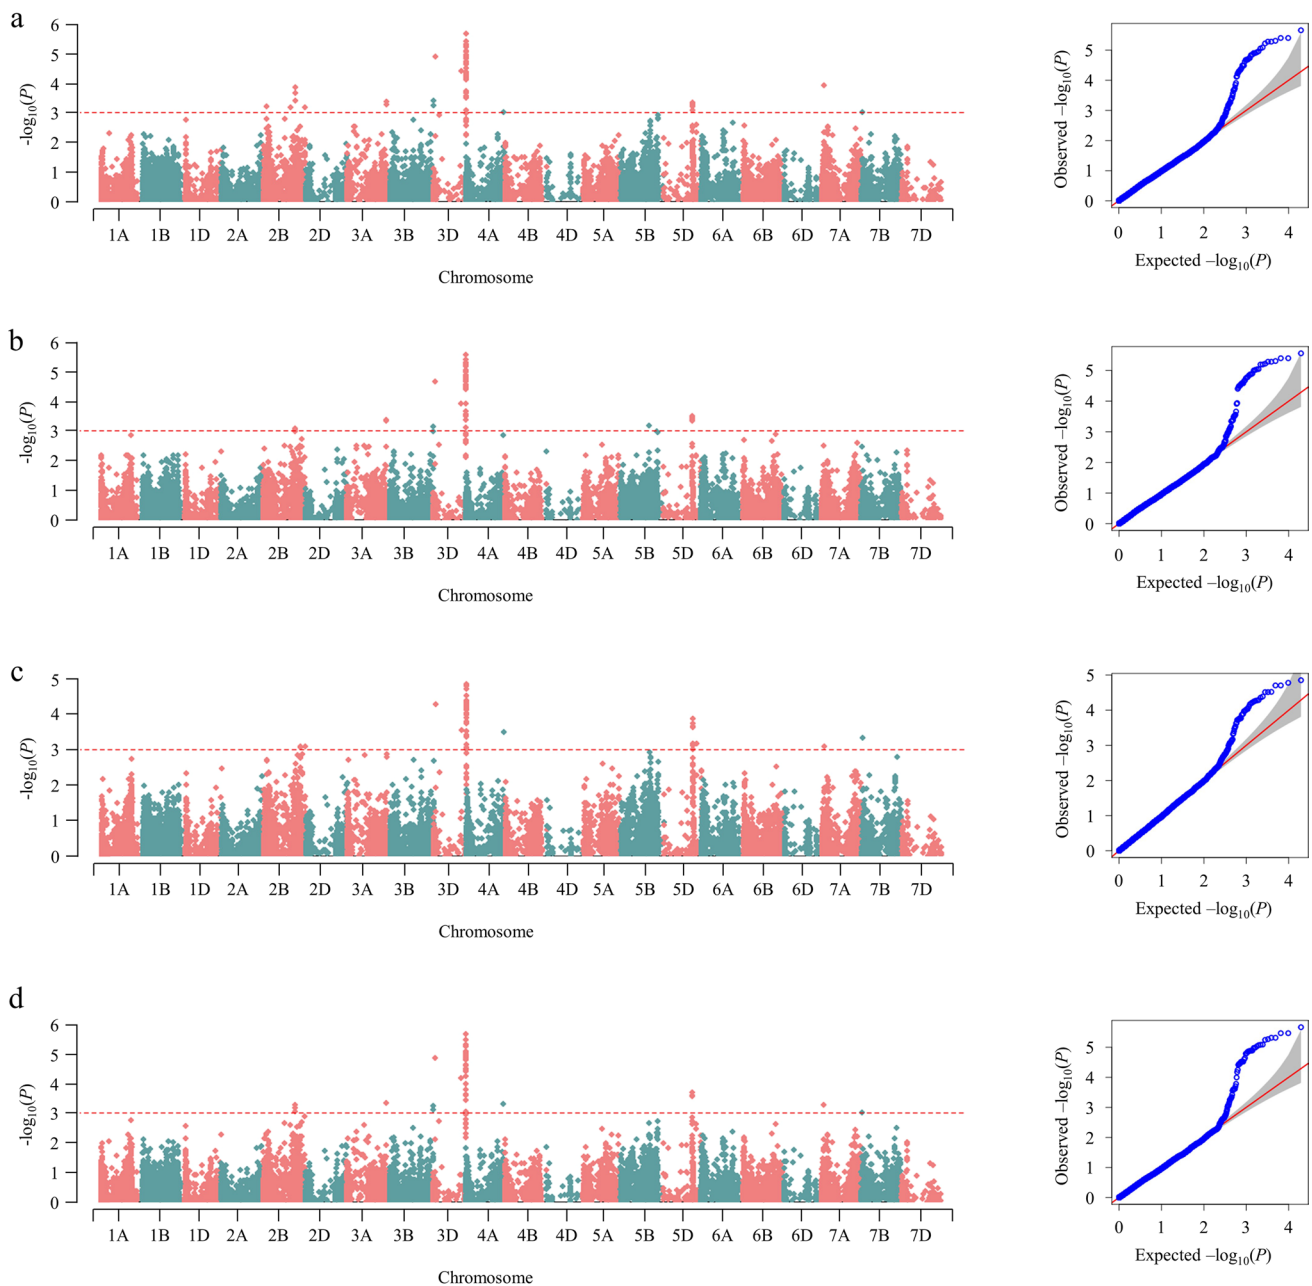 a
6
5
4
3
2
1
0
-log10(P)
1A 1B 1D 2A 2B 2D 3A 3B 3D 4A 4B 4D 5A 5B 5D 6A 6B 6D 7A 7B 7D
Chromosome
5
4
3
2
1
0
Observed –log10(P)
0 1 2 3 4
Expected –log10(P)
b
6
5
4
3
2
1
0
-log10(P)
1A 1B 1D 2A 2B 2D 3A 3B 3D 4A 4B 4D 5A 5B 5D 6A 6B 6D 7A 7B 7D
Chromosome
5
4
3
2
1
0
Observed –log10(P)
0 1 2 3 4
Expected –log10(P)
c
5
4
3
2
1
0
-log10(P)
1A 1B 1D 2A 2B 2D 3A 3B 3D 4A 4B 4D 5A 5B 5D 6A 6B 6D 7A 7B 7D
Chromosome
5
4
3
2
1
0
Observed –log10(P)
0 1 2 3 4
Expected –log10(P)
d
6
5
4
3
2
1
0
-log10(P)
1A 1B 1D 2A 2B 2D 3A 3B 3D 4A 4B 4D 5A 5B 5D 6A 6B 6D 7A 7B 7D
Chromosome
5
4
3
2
1
0
Observed –log10(P)
0 1 2 3 4
Expected –log10(P)